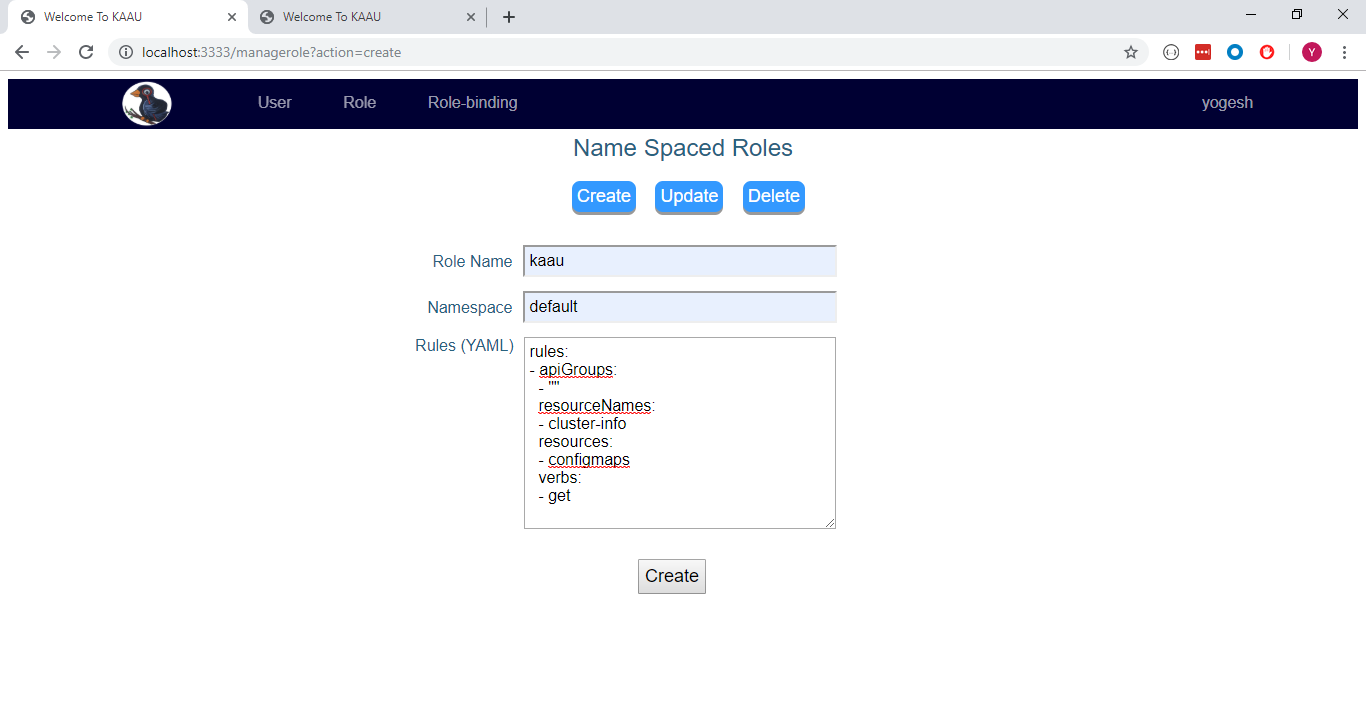 Welcome To KAAU
Welcome To KAAU
localhost:3333/managerole?action=create
Y
User Role Role-binding yogesh
Name Spaced Roles
Create Update Delete
Role Name kaau
Namespace default
Rules (YAML)
rules:
- apiGroups:
  - ""
  resourceNames:
  - cluster-info
  resources:
  - configmaps
  verbs:
  - get
Create